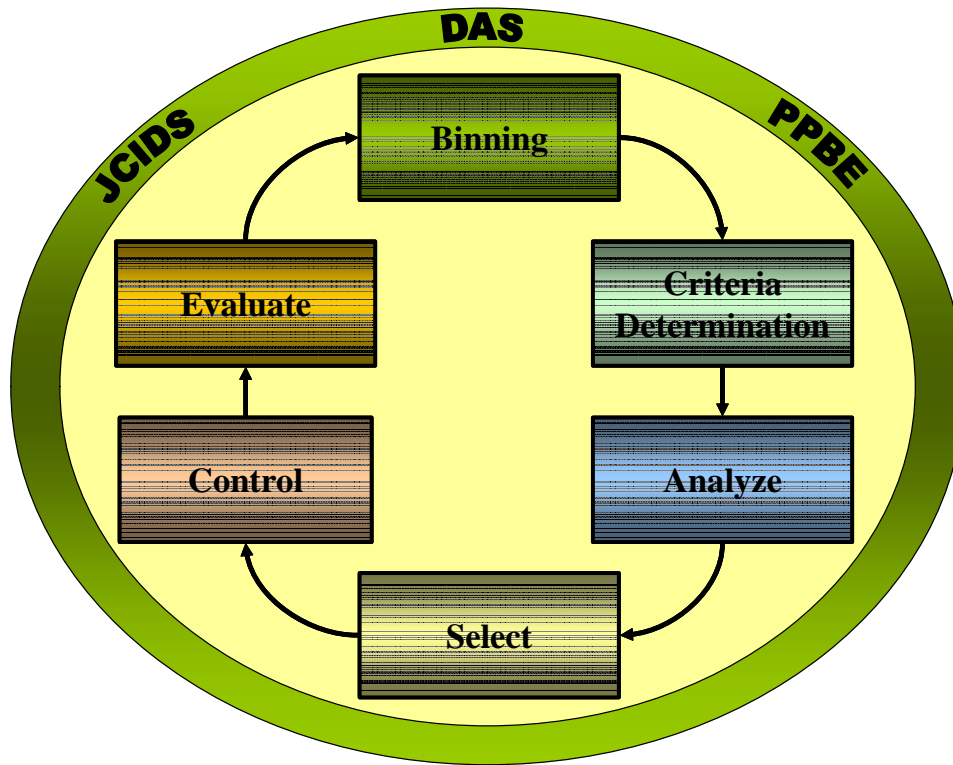 DAS
JCIDS
PPBE
Binning
Evaluate
Criteria
Determination
Control
Analyze
Select